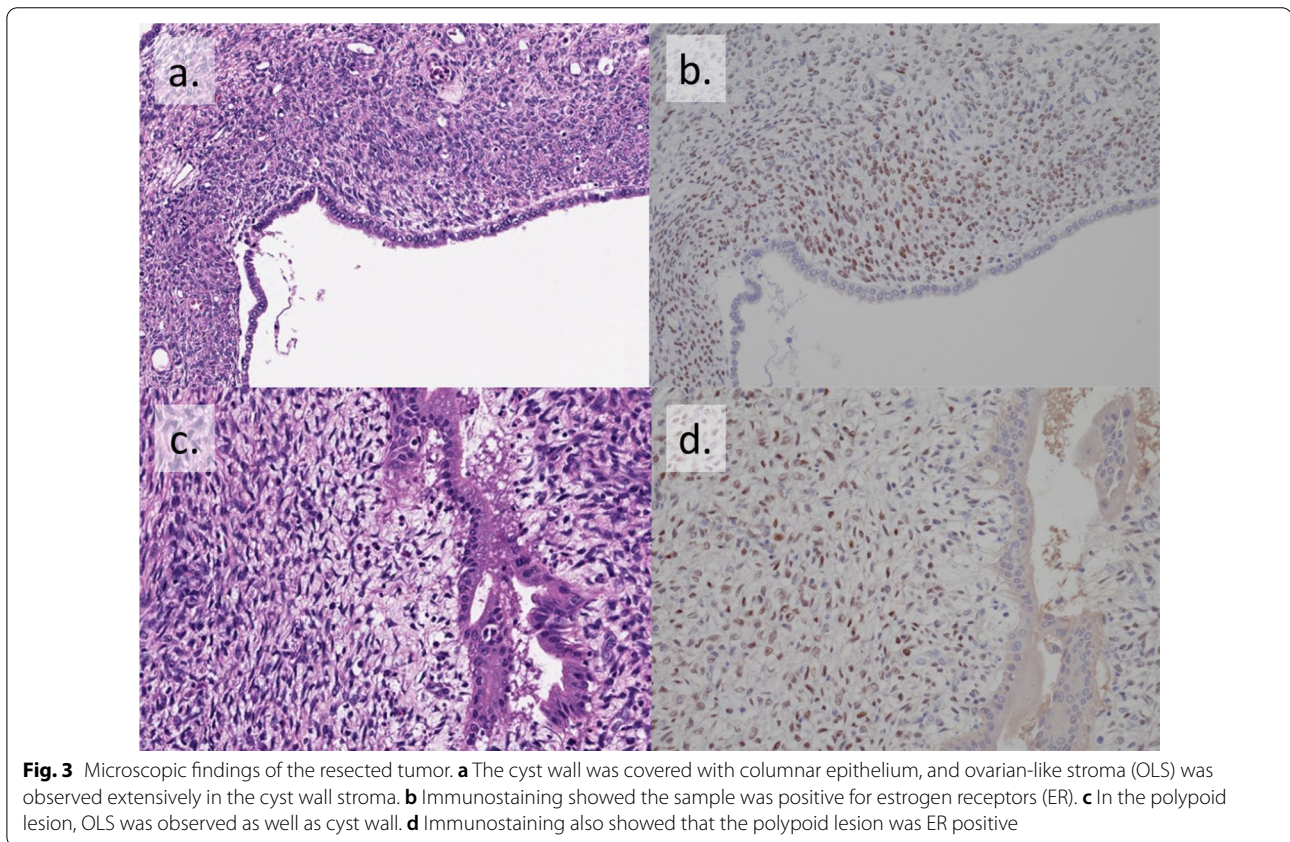 a.
b.
c.
d.
Fig. 3 Microscopic findings of the resected tumor. a The cyst wall was covered with columnar epithelium, and ovarian-like stroma (OLS) was
observed extensively in the cyst wall stroma. b Immunostaining showed the sample was positive for estrogen receptors (ER). c In the polypoid
lesion, OLS was observed as well as cyst wall. d Immunostaining also showed that the polypoid lesion was ER positive